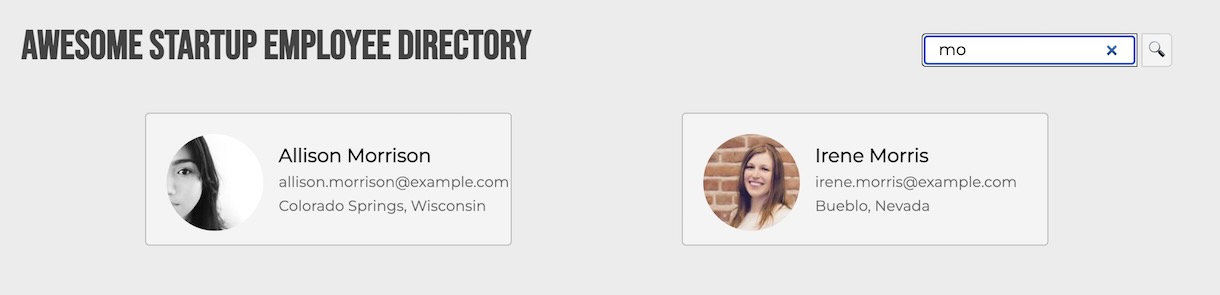 AWESOME STARTUP EMPLOYEE DIRECTORY
mo
Allison Morrison
allison.morrison@example.com
Colorado Springs, Wisconsin
Irene Morris
irene.morris@example.com
Bueblo, Nevada